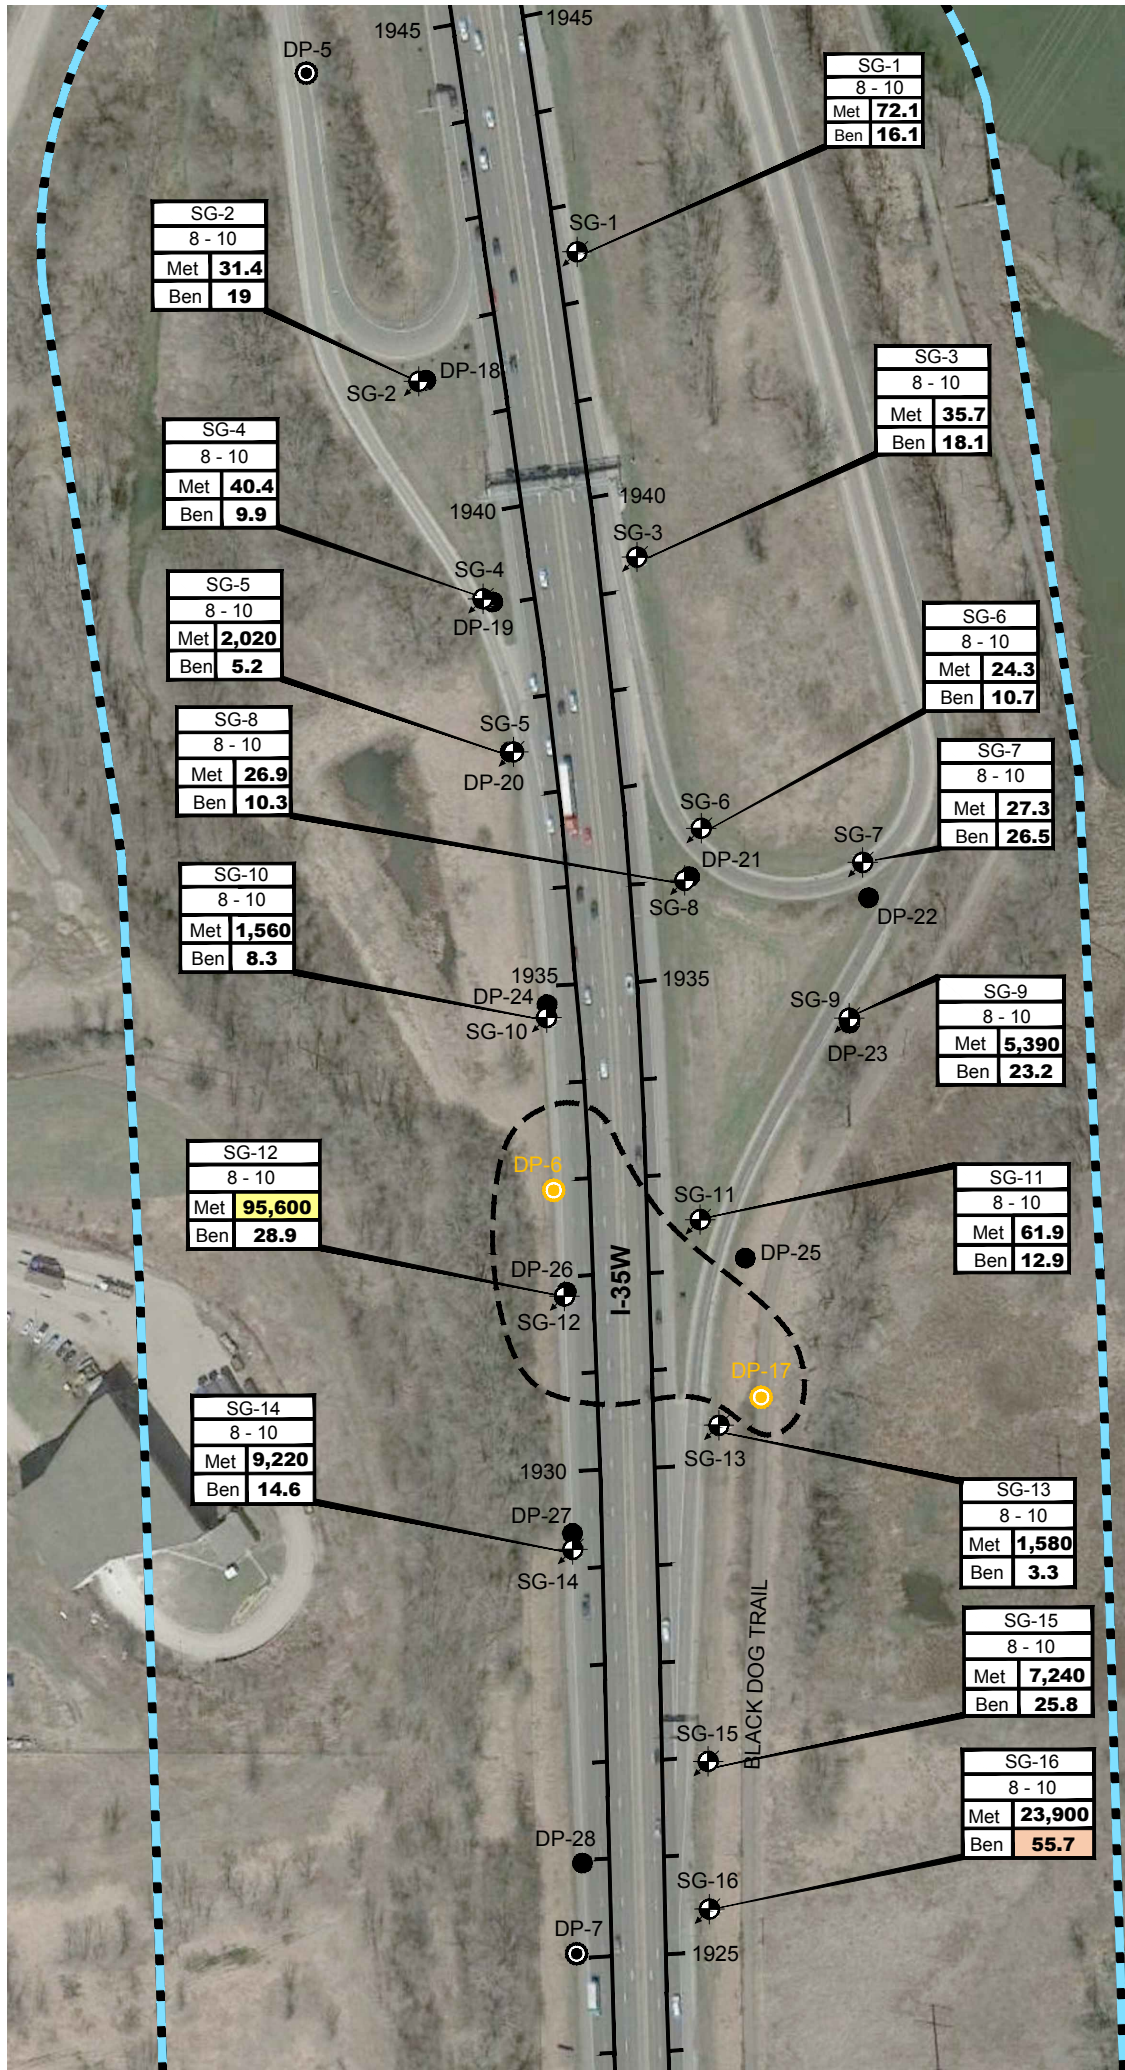 1945
1945
DP-5
SG-1
8 - 10
Met 72.1
Ben 16.1
SG-2
8 - 10
Met 31.4
Ben 19
SG-1
SG-3
8 - 10
Met 35.7
Ben 18.1
DP-18
SG-2
SG-4
8 - 10
Met 40.4
Ben 9.9
1940
1940
SG-3
SG-4
DP-19
SG-5
8 - 10
Met 2,020
Ben 5.2
SG-6
8 - 10
Met 24.3
Ben 10.7
SG-8
8 - 10
Met 26.9
Ben 10.3
SG-5
DP-20
SG-7
8 - 10
Met 27.3
Ben 26.5
SG-6
SG-7
DP-21
SG-8
DP-22
SG-10
8 - 10
Met 1,560
Ben 8.3
1935
1935
DP-24
SG-10
SG-9
DP-23
SG-9
8 - 10
Met 5,390
Ben 23.2
SG-12
8 - 10
Met 95,600
Ben 28.9
DP-6
SG-11
SG-11
8 - 10
Met 61.9
Ben 12.9
DP-25
DP-26
SG-12
I-35W
DP-17
SG-14
8 - 10
Met 9,220
Ben 14.6
SG-13
1930
SG-13
8 - 10
Met 1,580
Ben 3.3
DP-27
SG-14
SG-15
8 - 10
Met 7,240
Ben 25.8
BLACK DOG TRAIL
SG-15
SG-16
8 - 10
Met 23,900
Ben 55.7
DP-28
SG-16
DP-7
1925